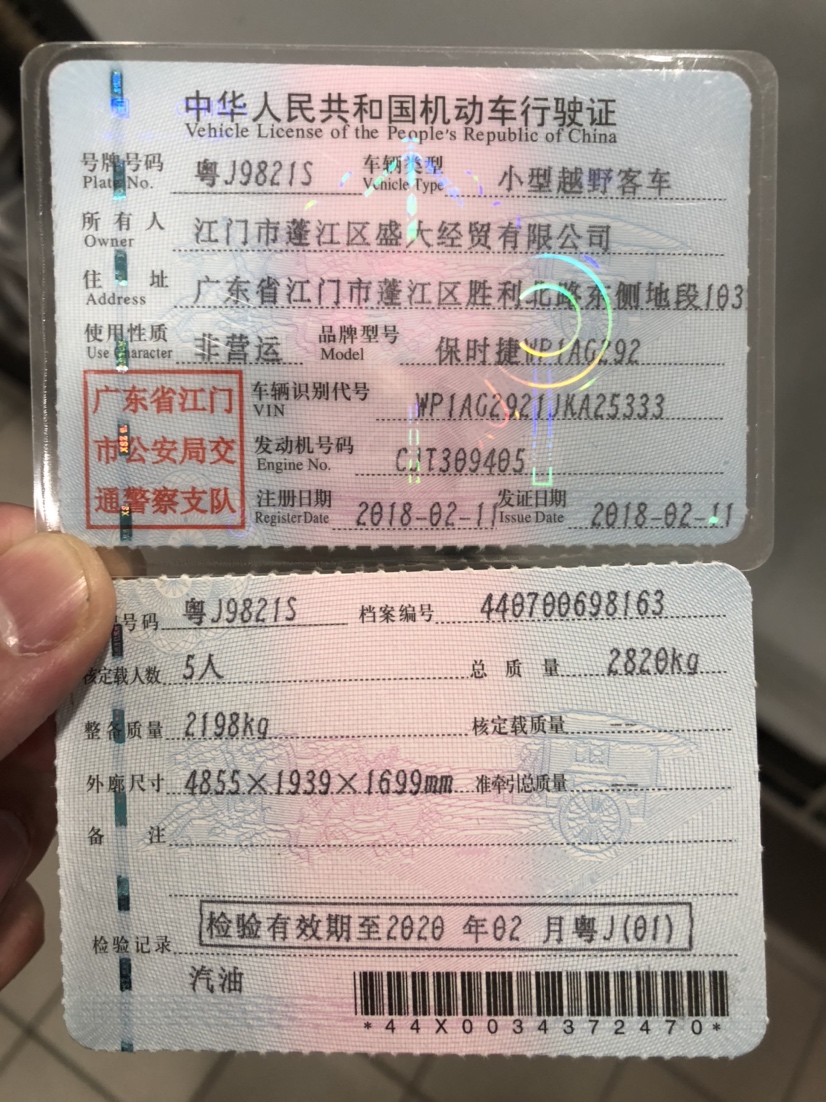 中华人民共和国机动车行驶证
Vehicle License of the People's Republic of China
号牌号码 粤J9821S 车辆类型 小型越野客车
Plate No. Vehicle Type
所有人 江门市蓬江区盛大经贸有限公司
Owner
住址 广东省江门市蓬江区胜利北路东侧地段103
Address
使用性质 非营运 品牌型号 保时捷WP1AG292
Use Character Model
广东省江门
市公安局交
通警察支队
车辆识别代号 WP1AG2921JKA25333
VIN
发动机号码 CJT309405
Engine No.
注册日期 2018-02-11 发证日期 2018-02-11
Register Date Issue Date
号码 粤J9821S 档案编号 440700698163
核定载人数 5人 总质量 2820kg
整备质量 2198kg 核定载质量 --
外廓尺寸 4855×1939×1699mm 准牵引总质量 --
备注
检验记录 检验有效期至2020年02月粤J(01)
汽油
*44X0034372470*